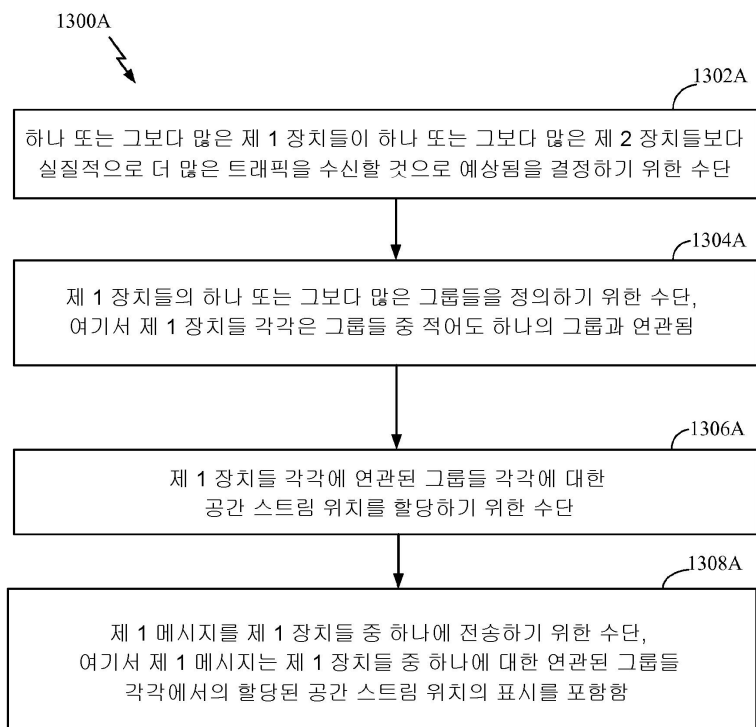 1300A
1302A
하나 또는 그보다 많은 제 1 장치들이 하나 또는 그보다 많은 제 2 장치들보다
실질적으로 더 많은 트래픽을 수신할 것으로 예상됨을 결정하기 위한 수단
1304A
제 1 장치들의 하나 또는 그보다 많은 그룹들을 정의하기 위한 수단,
여기서 제 1 장치들 각각은 그룹들 중 적어도 하나의 그룹과 연관됨
1306A
제 1 장치들 각각에 연관된 그룹들 각각에 대한
공간 스트림 위치를 할당하기 위한 수단
1308A
제 1 메시지를 제 1 장치들 중 하나에 전송하기 위한 수단,
여기서 제 1 메시지는 제 1 장치들 중 하나에 대한 연관된 그룹들
각각에서의 할당된 공간 스트림 위치의 표시를 포함함